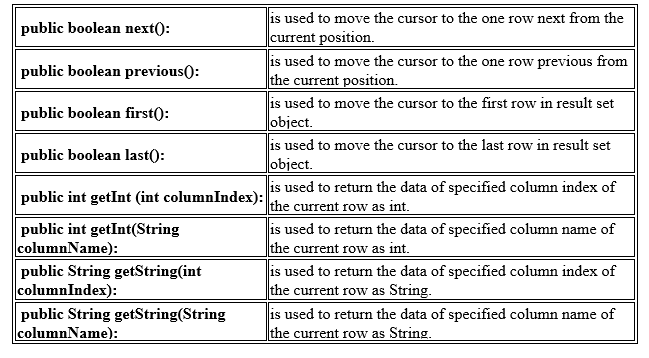 public boolean next():
is used to move the cursor to the one row next from the
current position.
public boolean previous():
is used to move the cursor to the one row previous from
the current position.
public boolean first():
is used to move the cursor to the first row in result set
object.
public boolean last():
is used to move the cursor to the last row in result set
object.
public int getInt (int columnIndex):
is used to return the data of specified column index of
the current row as int.
public int getInt(String
columnName):
is used to return the data of specified column name of
the current row as int.
public String getString(int
columnIndex):
is used to return the data of specified column index of
the current row as String.
public String getString(String
columnName):
is used to return the data of specified column name of
the current row as String.